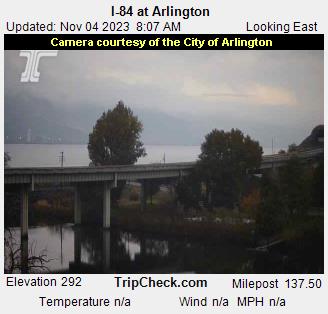 I-84 at Arlington
Updated: Nov 04 2023 8:07 AM Looking East
Camera courtesy of the City of Arlington
Elevation 292 TripCheck.com Milepost 137.50
Temperature n/a Wind n/a MPH n/a